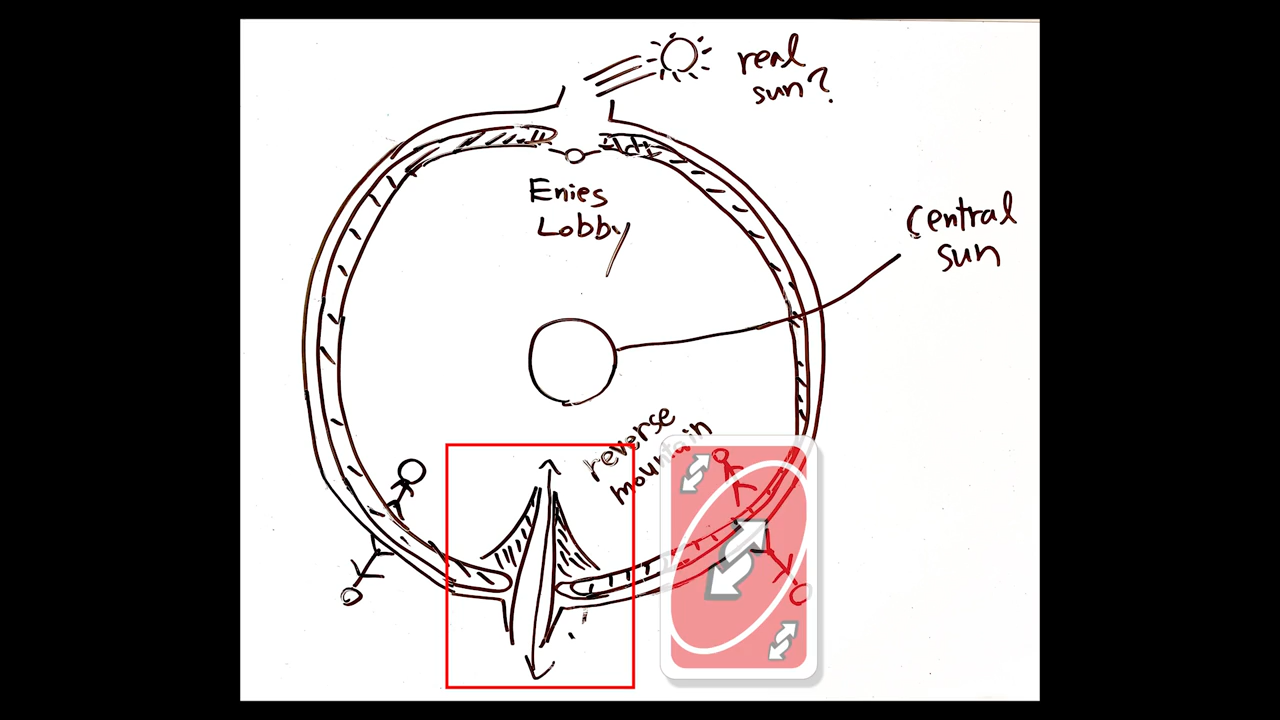 real
sun?
Enies
Lobby
Central
sun
reverse
mountain